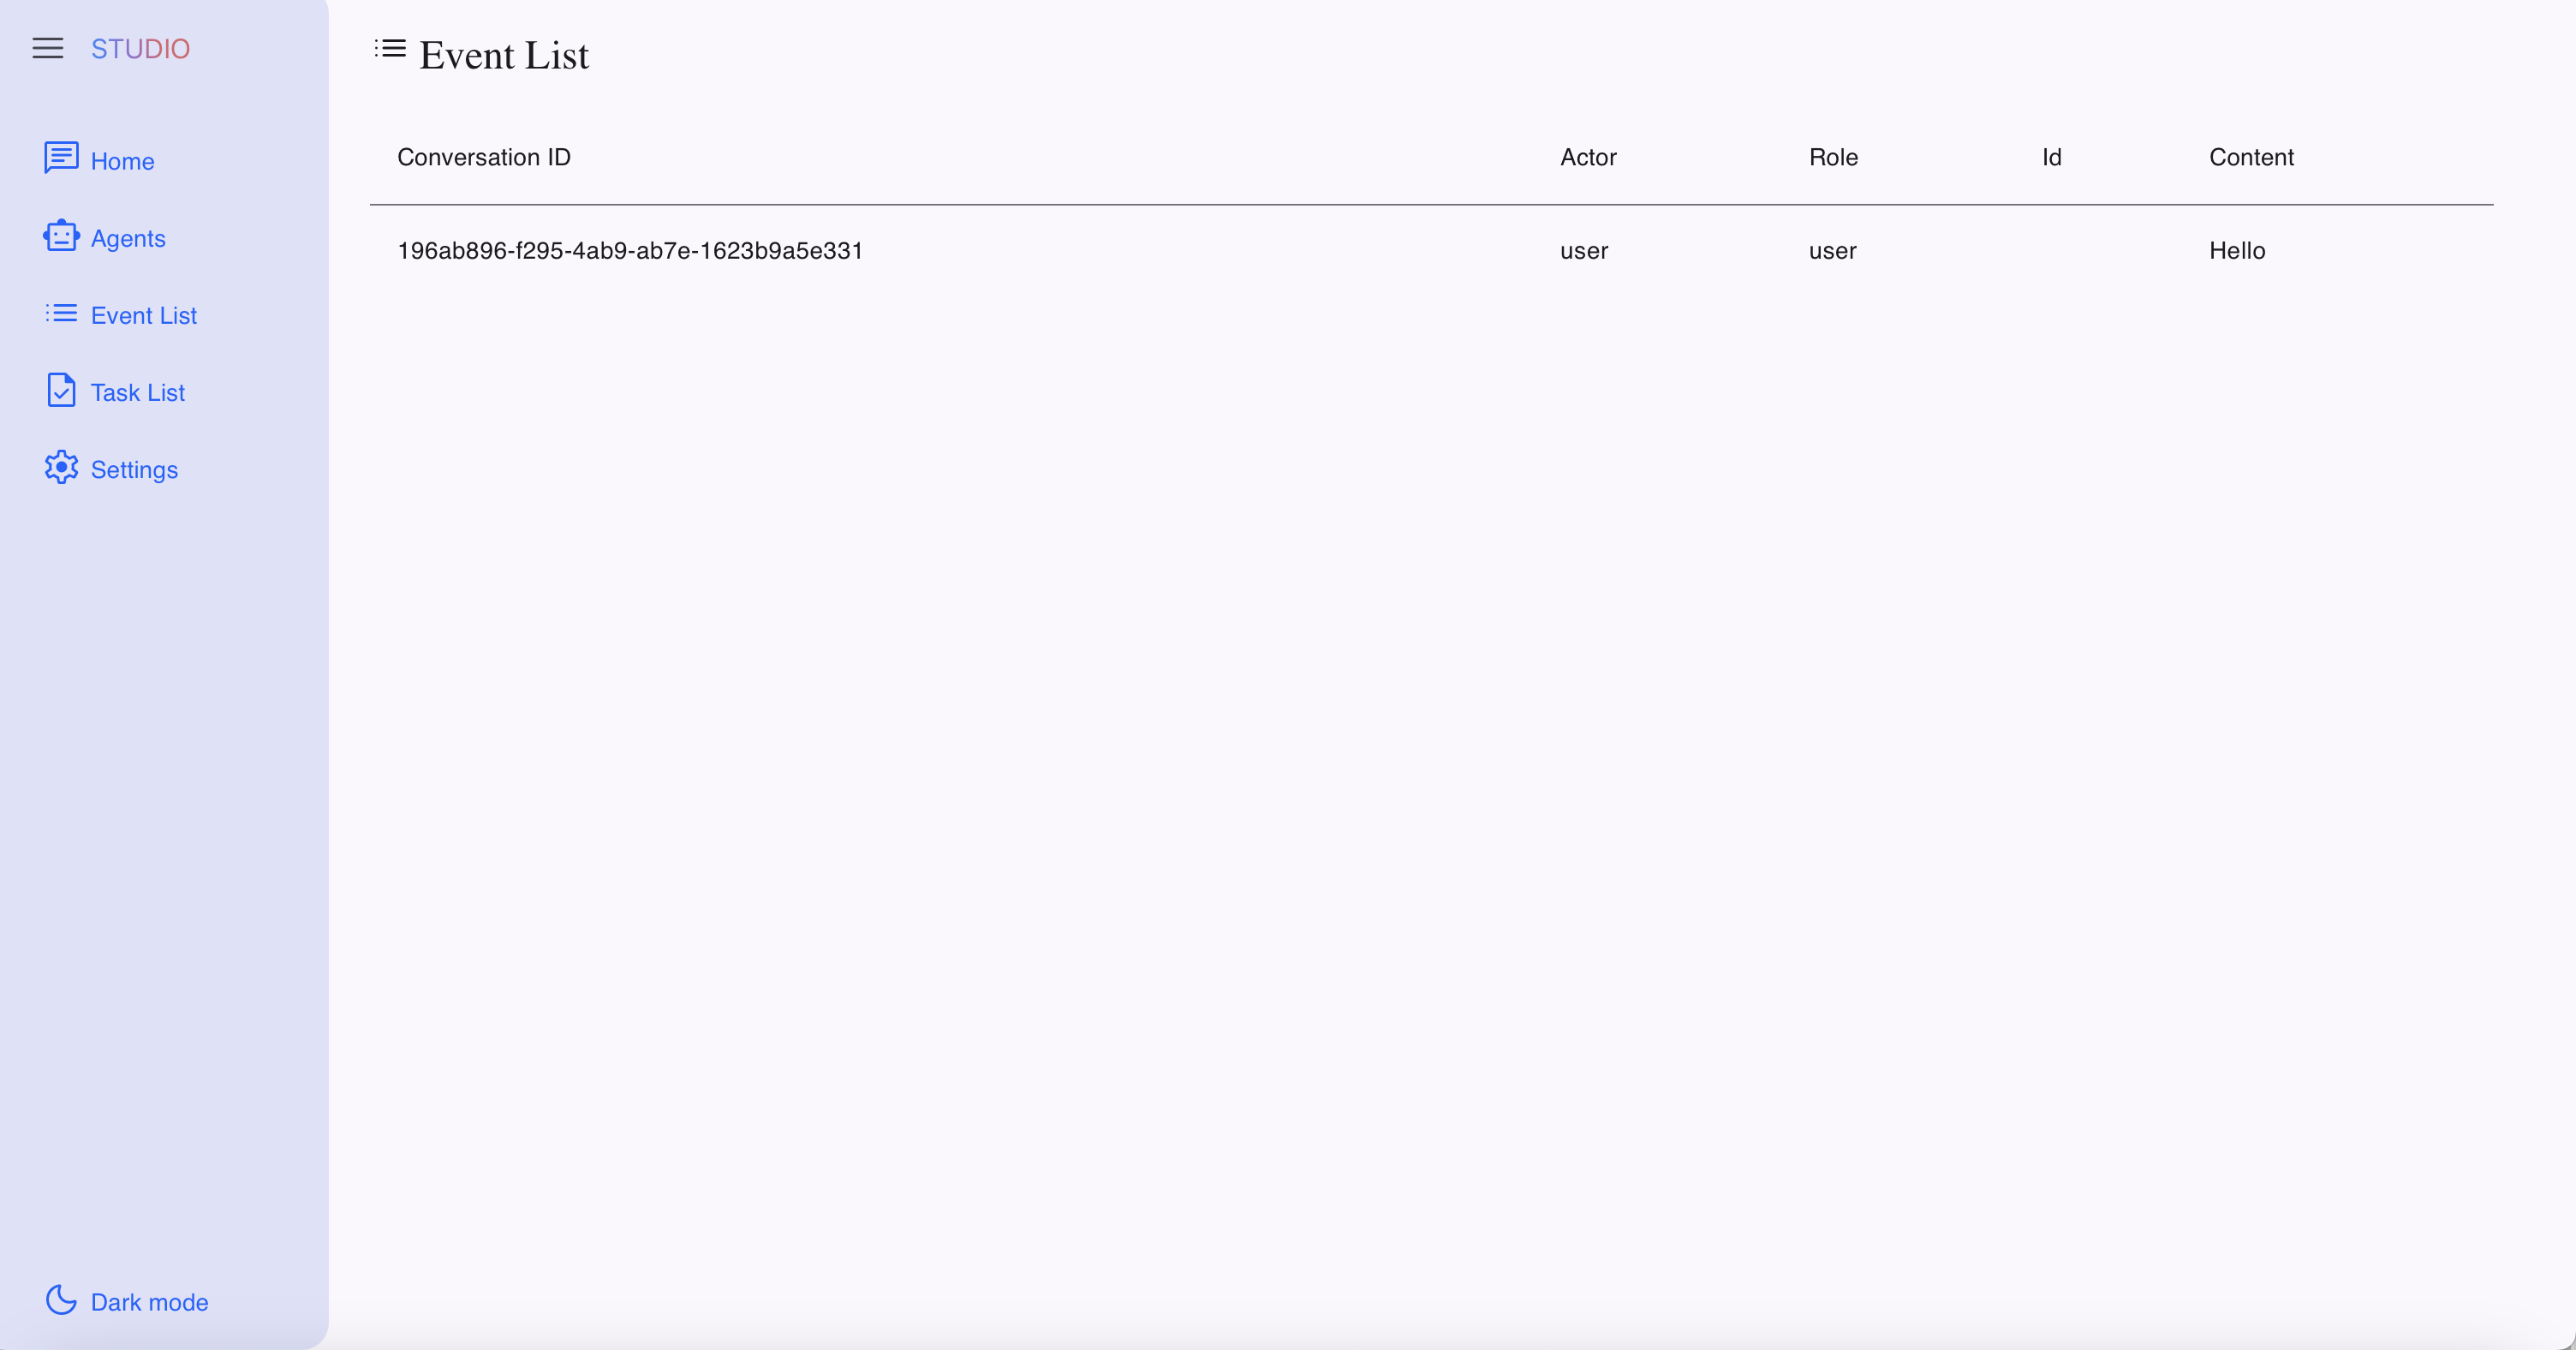 STUDIO
Home
Agents
Event List
Task List
Settings
Dark mode
Event List
Conversation ID Actor Role Id Content
196ab896-f295-4ab9-ab7e-1623b9a5e331 user user Hello